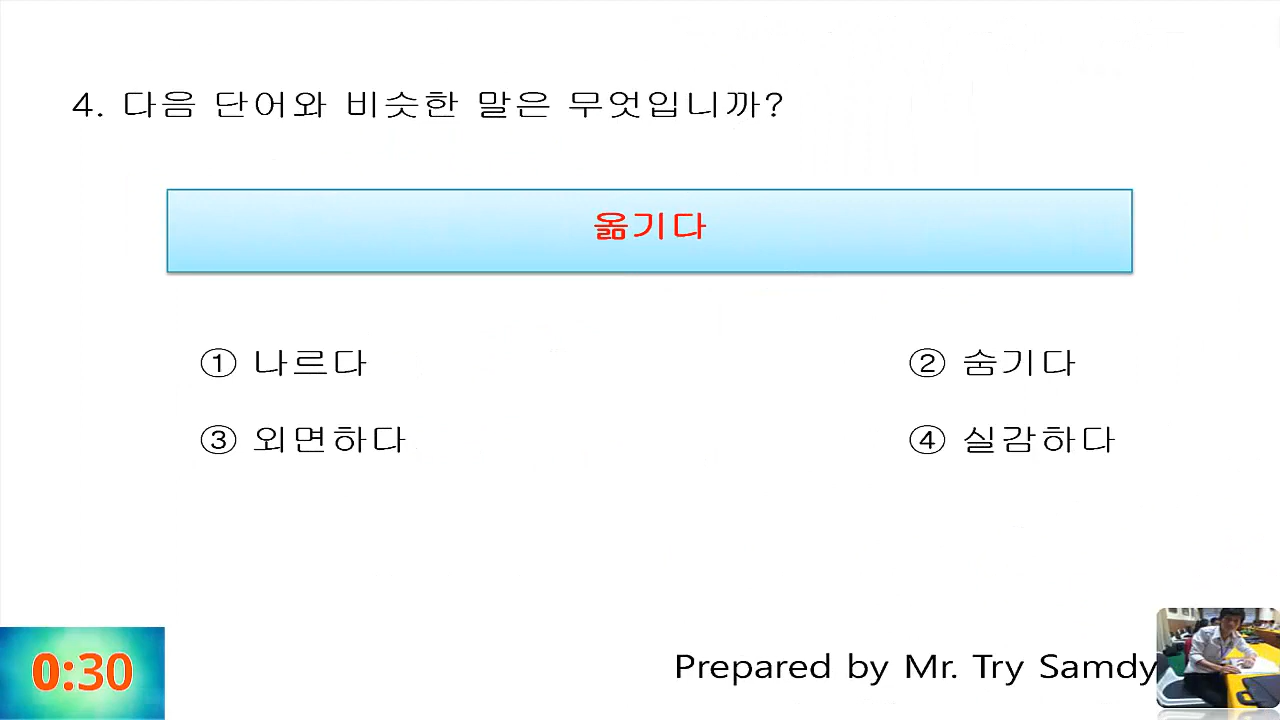 4. 다음 단어와 비슷한 말은 무엇입니까?
옮기다
① 나르다
② 숨기다
③ 외면하다
④ 실감하다
0:30
Prepared by Mr. Try Samdy